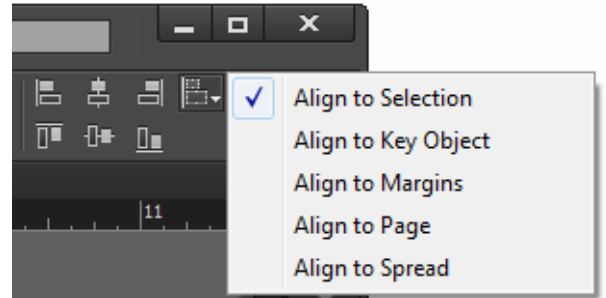 Align to Selection
Align to Key Object
Align to Margins
Align to Page
Align to Spread
11